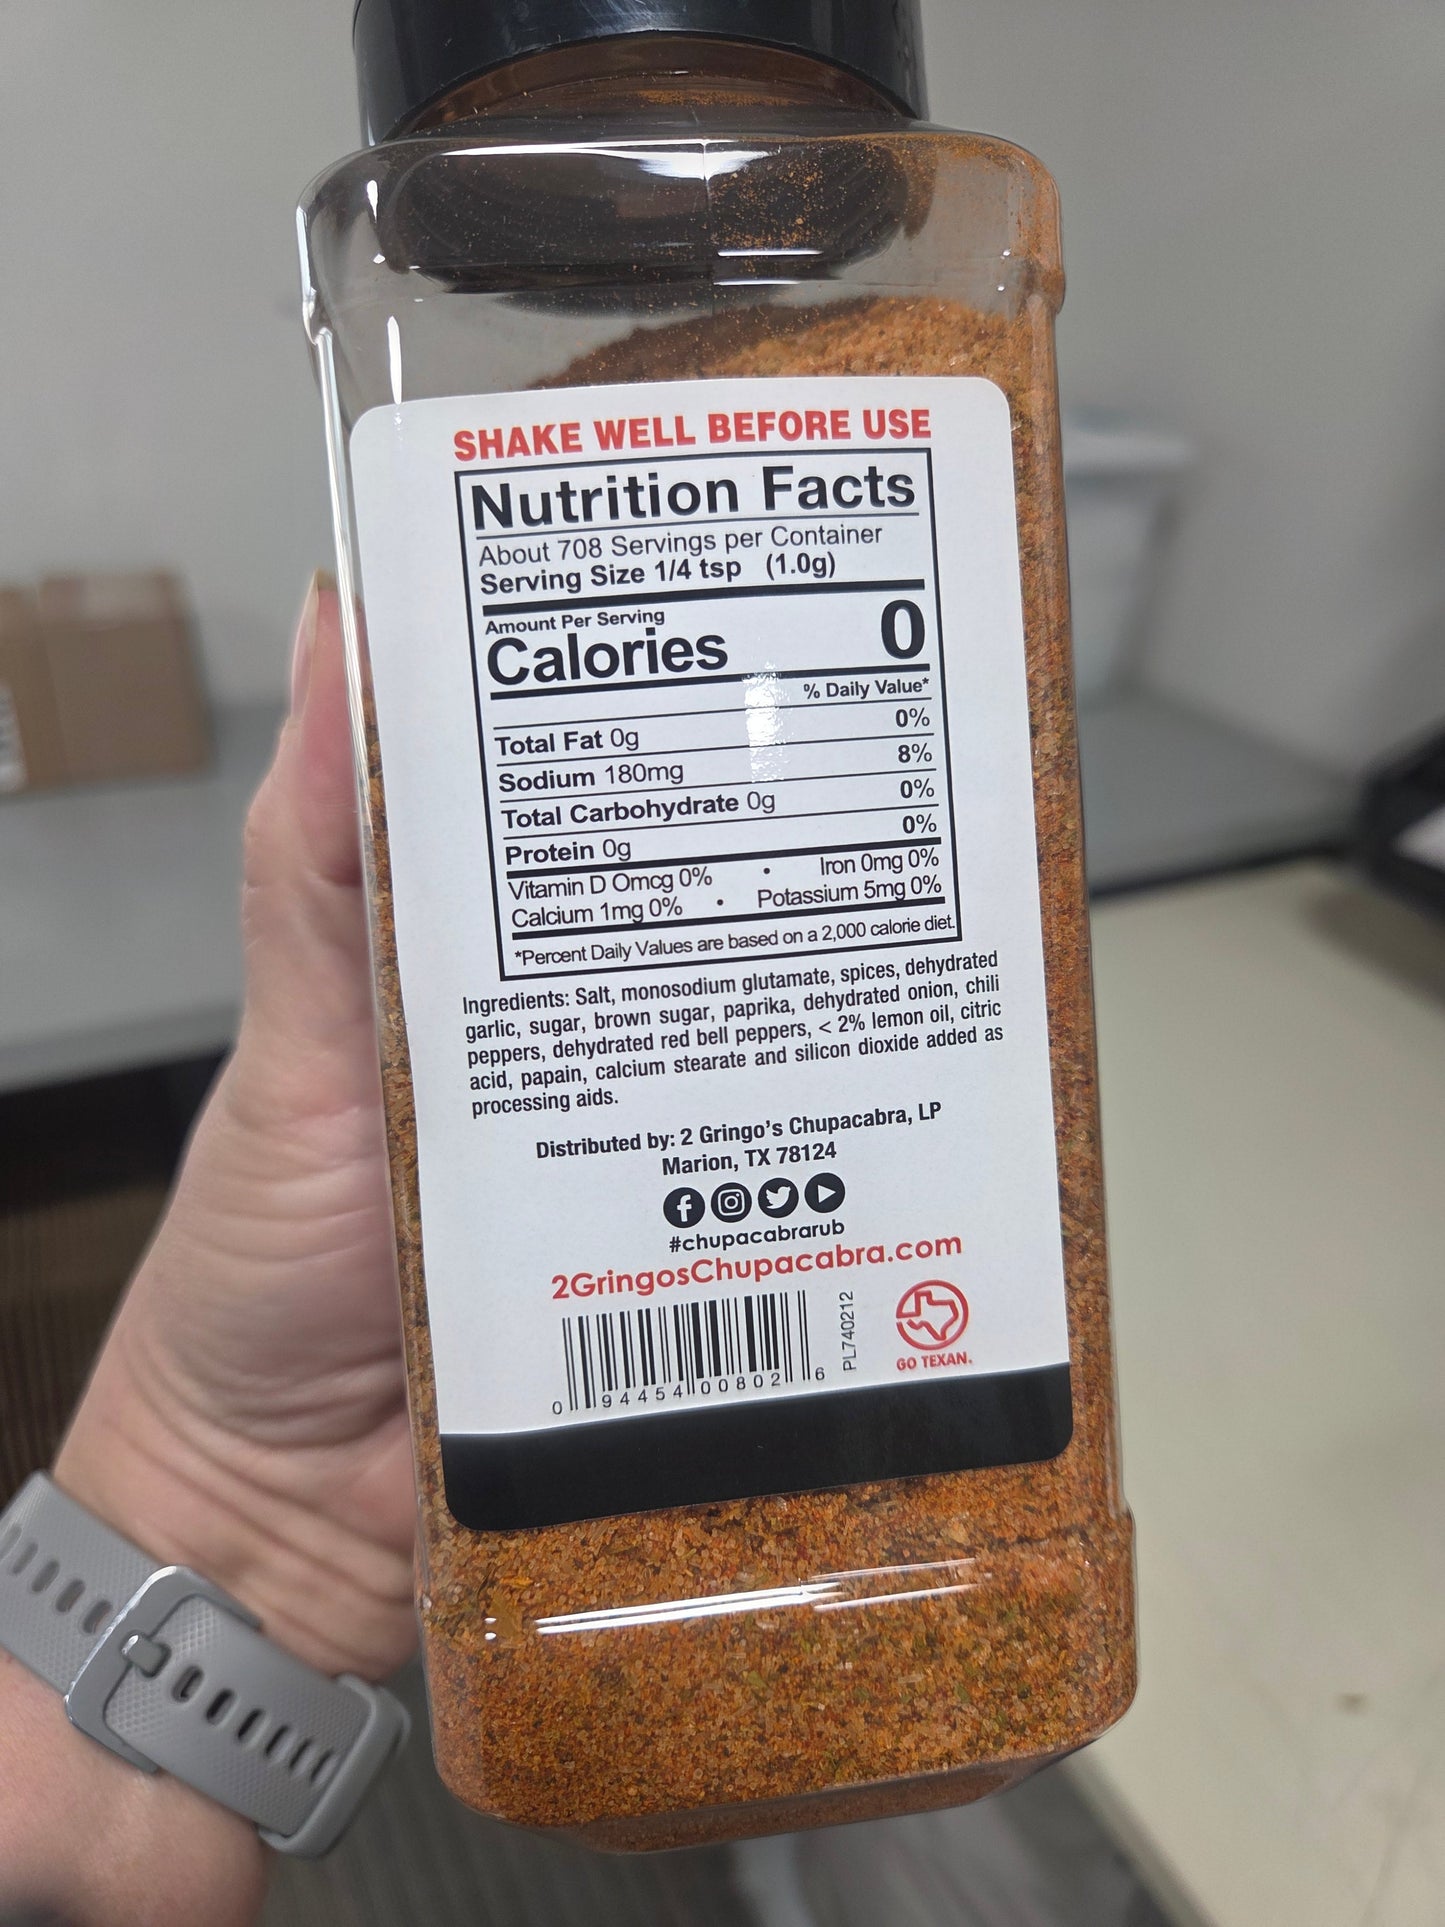 SHAKE WELL BEFORE USE
Nutrition Facts
About 708 Servings per Container
Serving Size 1/4 tsp (1.0g)
Amount Per Serving
Calories 0
% Daily Value*
Total Fat 0g 0%
Sodium 180mg 8%
Total Carbohydrate 0g 0%
Protein 0g 0%
Vitamin D 0mcg 0% • Iron 0mg 0%
Calcium 1mg 0% • Potassium 5mg 0%
*Percent Daily Values are based on a 2,000 calorie diet.
Ingredients: Salt, monosodium glutamate, spices, dehydrated
garlic, sugar, brown sugar, paprika, dehydrated onion, chili
peppers, dehydrated red bell peppers, < 2% lemon oil, citric
acid, papain, calcium stearate and silicon dioxide added as
processing aids.
Distributed by: 2 Gringo's Chupacabra, LP
Marion, TX 78124
#chupacabrarub
2GringosChupacabra.com
0 94454 00802 6
PL740212
GO TEXAN.